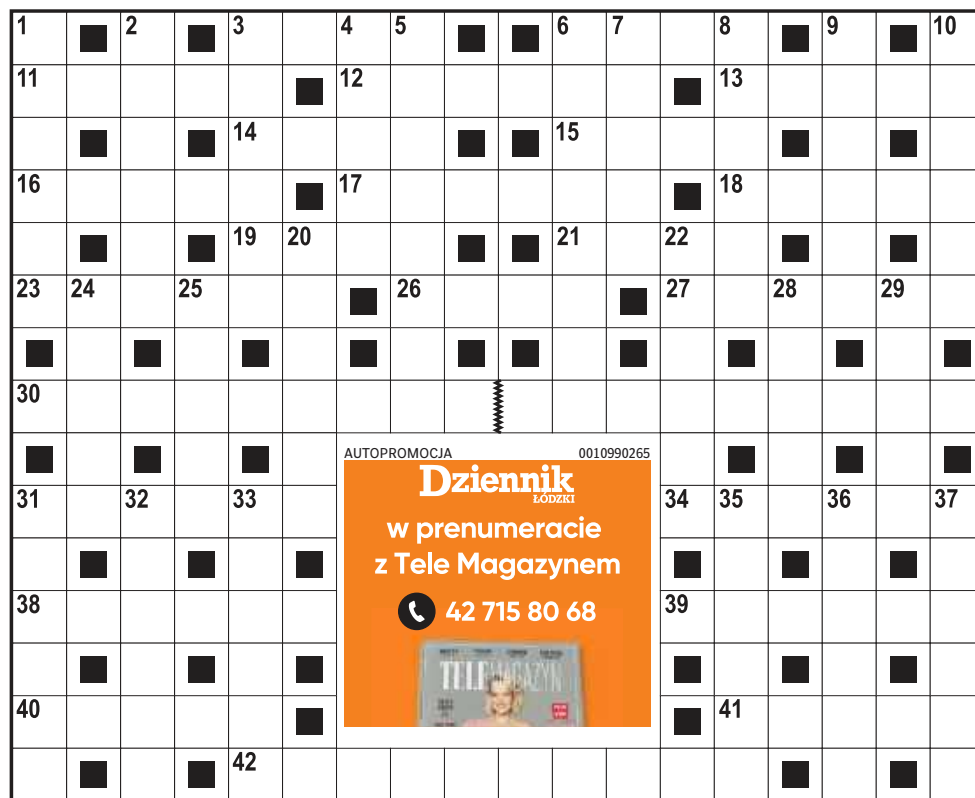 1 2 3 4 5 6 7 8 9 10
11 12 13
14 15
16 17 18
19 20 21 22
23 24 25 26 27 28 29
30
AUTOPROMOCJA 0010990265
Dziennik
ŁÓDZKI
31 32 33 34 35 36 37
w prenumeracie
z Tele Magazynem
38 42 715 80 68 39
TELEMAGAZYN
40 41
42